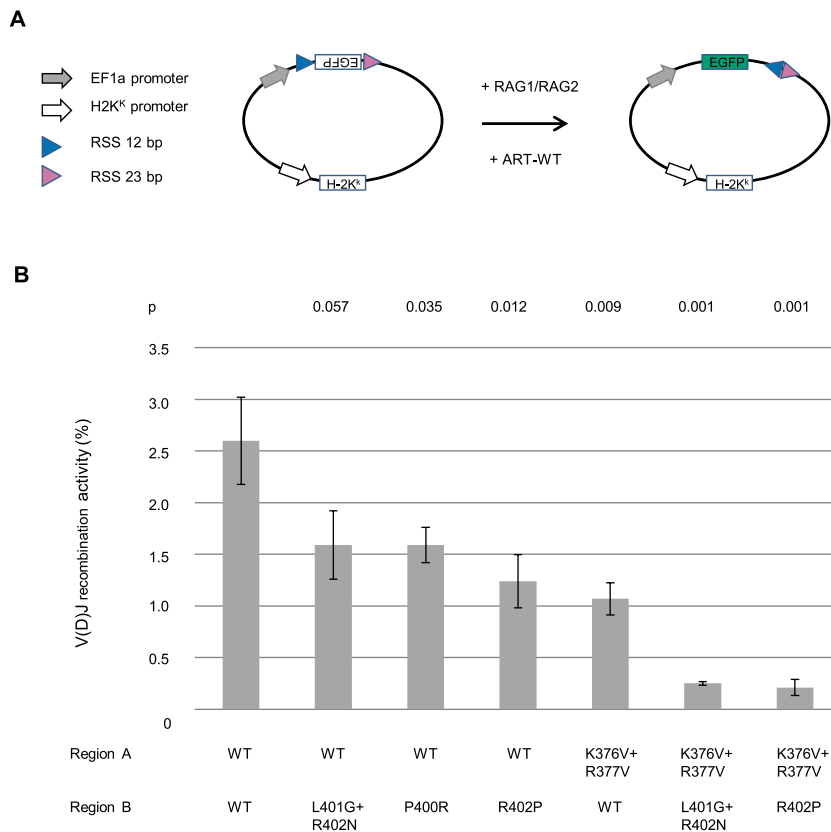 A
EF1a promoter
H2Kᴷ promoter
RSS 12 bp
RSS 23 bp
EGFP
H-2Kᵏ
+ RAG1/RAG2
+ ART-WT
EGFP
H-2Kᵏ
B
p 0.057 0.035 0.012 0.009 0.001 0.001
V(D)J recombination activity (%)
3.5
3.0
2.5
2.0
1.5
1.0
0.5
0
Region A WT WT WT WT K376V+ K376V+ K376V+
R377V R377V R377V
Region B WT L401G+ P400R R402P WT L401G+ R402P
R402N R402N